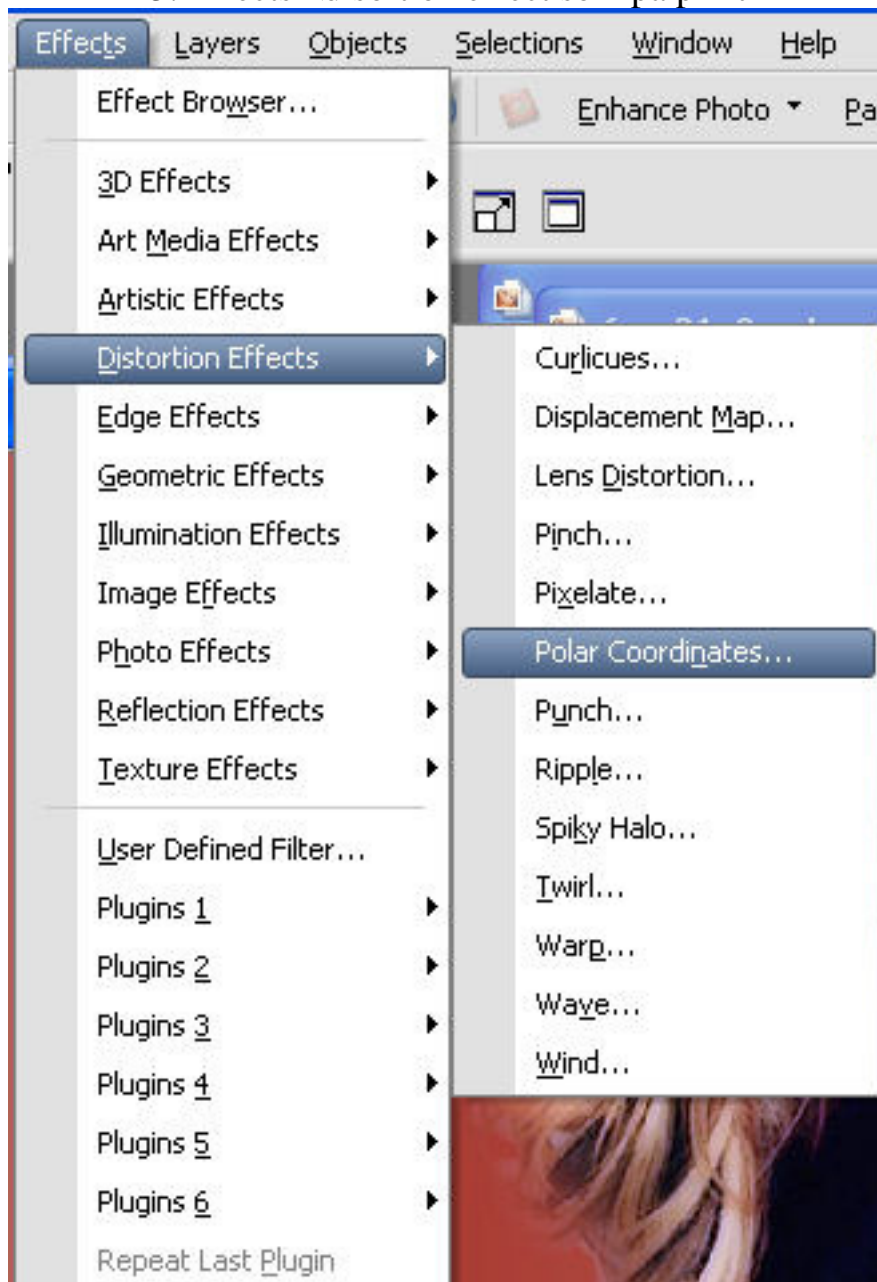 Effects Layers Objects Selections Window Help
Effect Browser...
Enhance Photo Pa
3D Effects
Art Media Effects
Artistic Effects
Distortion Effects
Edge Effects
Geometric Effects
Illumination Effects
Image Effects
Photo Effects
Reflection Effects
Texture Effects
User Defined Filter...
Plugins 1
Plugins 2
Plugins 3
Plugins 4
Plugins 5
Plugins 6
Repeat Last Plugin
Curlicues...
Displacement Map...
Lens Distortion...
Pinch...
Pixelate...
Polar Coordinates...
Punch...
Ripple...
Spiky Halo...
Twirl...
Warp...
Wave...
Wind...